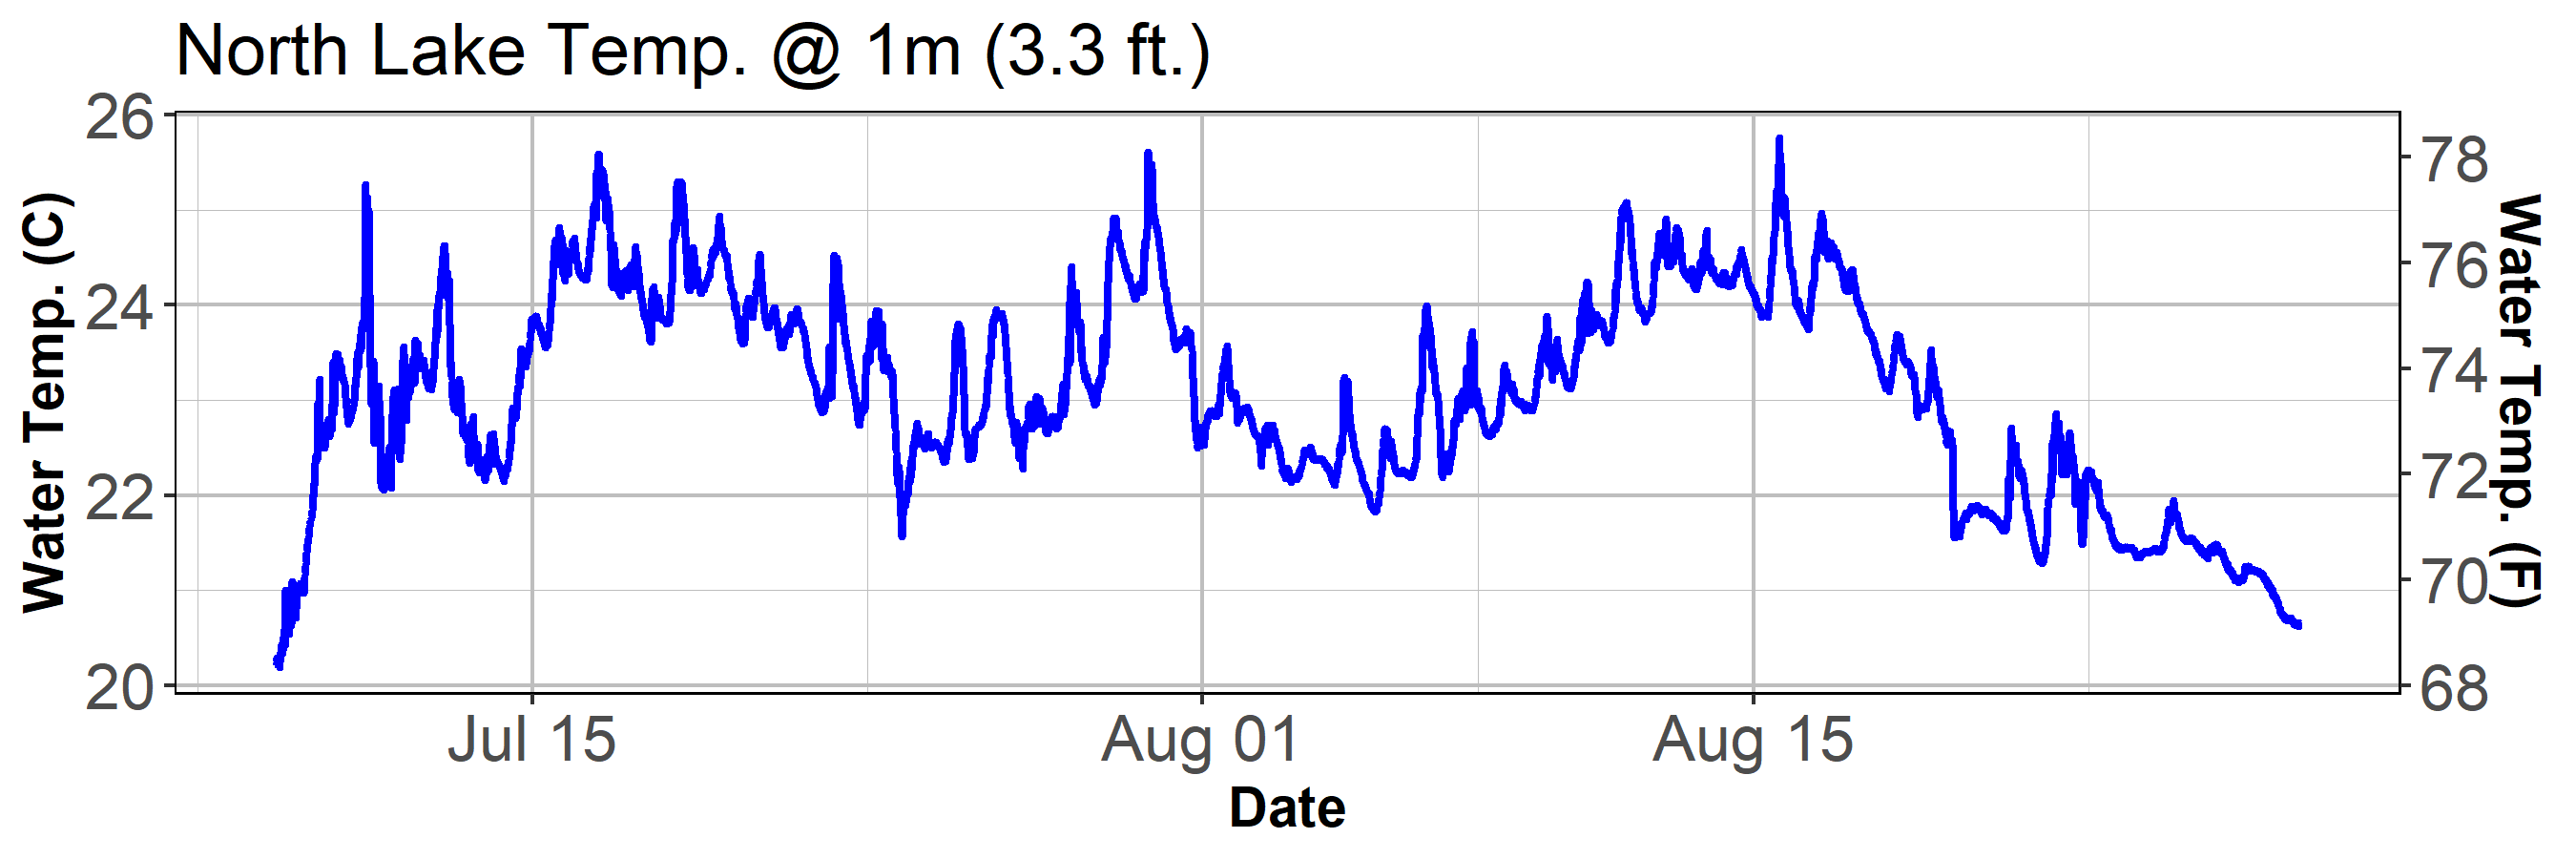 North Lake Temp. @ 1m (3.3 ft.)
Water Temp. (C)
26
24
22
20
78
76
74
72
70
68
Water Temp. (F)
Jul 15
Aug 01
Aug 15
Date